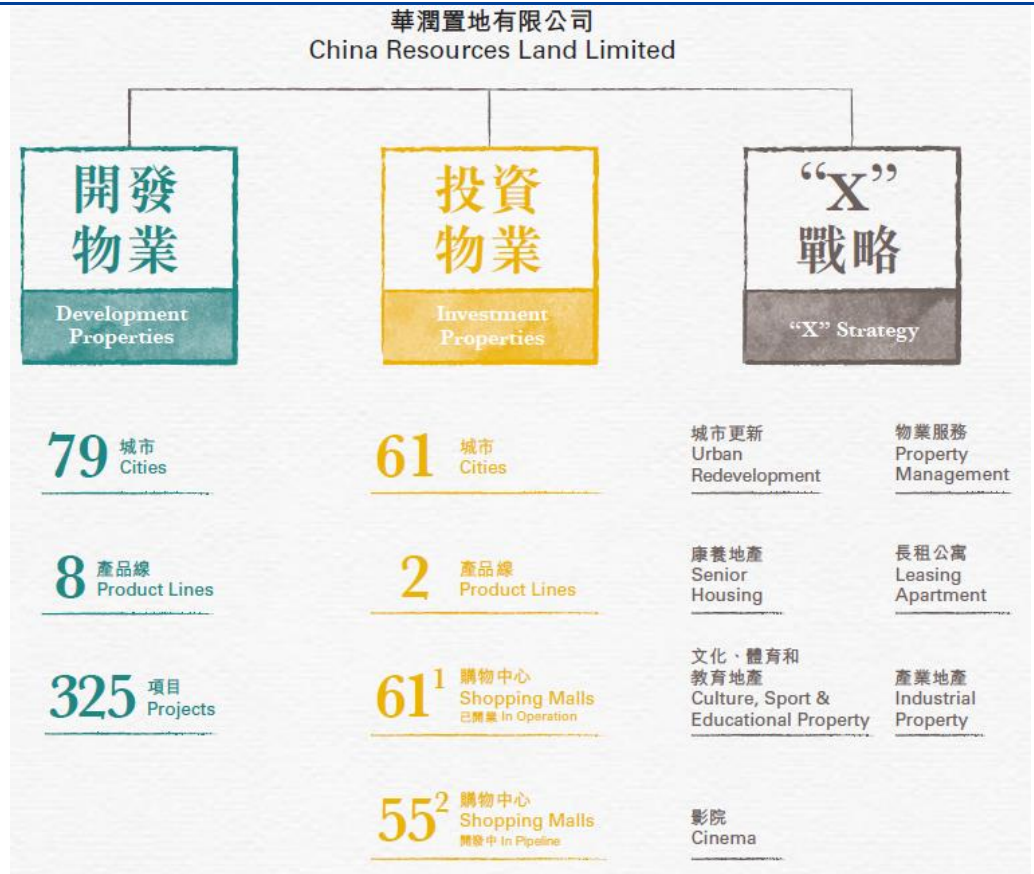 華潤置地有限公司
China Resources Land Limited
開發
物業
Development
Properties
79 城市
Cities
8 產品線
Product Lines
325 項目
Projects
投資
物業
Investment
Properties
61 城市
Cities
2 產品線
Product Lines
61¹ 購物中心
Shopping Malls
已開業 In Operation
55² 購物中心
Shopping Malls
開發中 In Pipeline
“X”
戰略
“X” Strategy
城市更新
Urban
Redevelopment
物業服務
Property
Management
康養地產
Senior
Housing
長租公寓
Leasing
Apartment
文化、體育和
教育地產
Culture, Sport &
Educational Property
產業地產
Industrial
Property
影院
Cinema